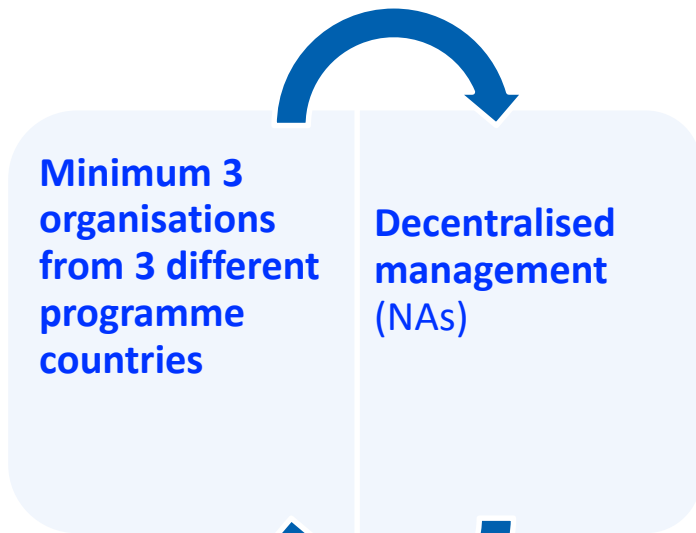 Minimum 3
organisations
from 3 different
programme
countries
Decentralised
management
(NAs)